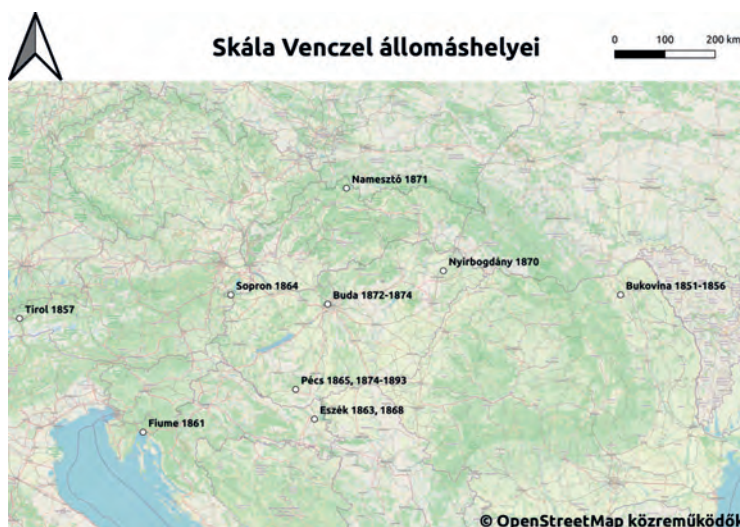 Skála Venczel állomáshelyei
0 100 200 km
Namesztó 1871
Nyírbogdány 1870
Sopron 1864
Buda 1872-1874
Bukovina 1851-1856
Tirol 1857
Pécs 1865, 1874-1893
Eszék 1863, 1868
Fiume 1861
© OpenStreetMap közreműködők